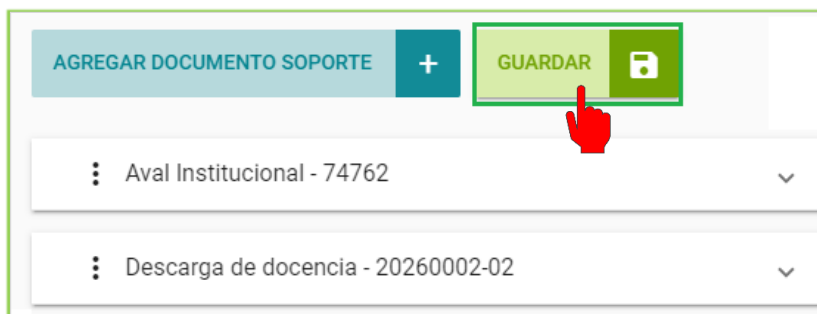 AGREGAR DOCUMENTO SOPORTE + GUARDAR
Aval Institucional - 74762
Descarga de docencia - 20260002-02